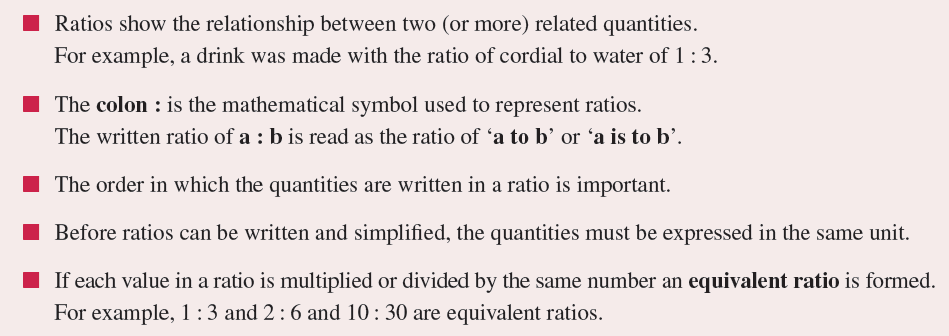 Ratios show the relationship between two (or more) related quantities.
For example, a drink was made with the ratio of cordial to water of 1 : 3.
The colon : is the mathematical symbol used to represent ratios.
The written ratio of a : b is read as the ratio of ‘a to b’ or ‘a is to b’.
The order in which the quantities are written in a ratio is important.
Before ratios can be written and simplified, the quantities must be expressed in the same unit.
If each value in a ratio is multiplied or divided by the same number an equivalent ratio is formed.
For example, 1 : 3 and 2 : 6 and 10 : 30 are equivalent ratios.